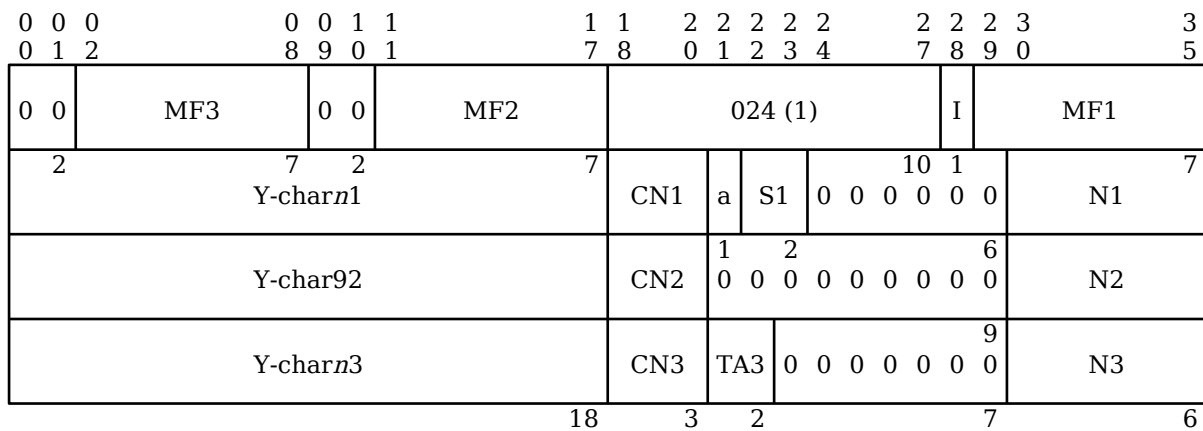 0 0 0 0 0 1 1 1 1 2 2 2 2 2 2 2 2 3 3
0 1 2 8 9 0 1 7 8 0 1 2 3 4 7 8 9 0 5
0 0 MF3 0 0 MF2 024 (1) I MF1
2 7 2 7 10 1 7
Y-charn1 CN1 a S1 0 0 0 0 0 0 N1
1 2 6
Y-char92 CN2 0 0 0 0 0 0 0 0 0 N2
9
Y-charn3 CN3 TA3 0 0 0 0 0 0 0 N3
18 3 2 7 6